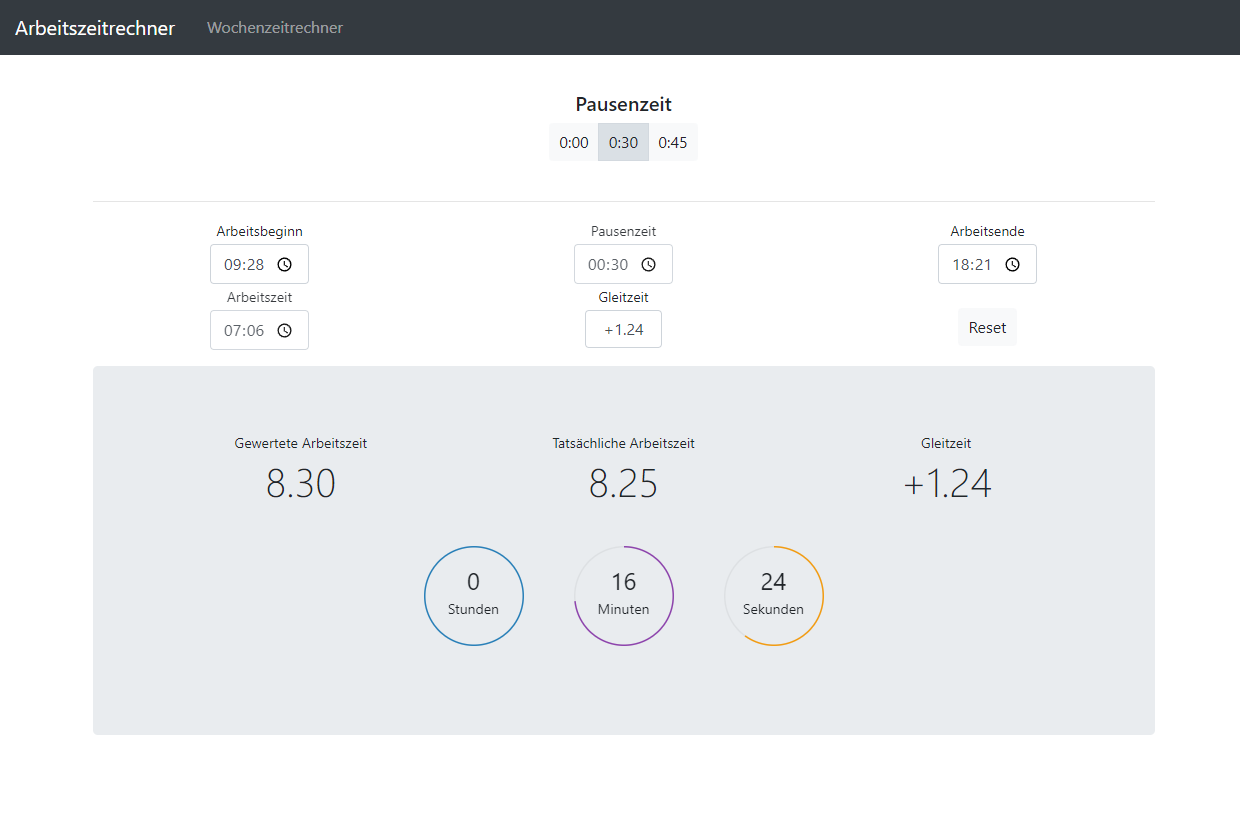 Arbeitszeitrechner Wochenzeitrechner
Pausenzeit
0:00 0:30 0:45
Arbeitsbeginn Pausenzeit Arbeitsende
09:28 00:30 18:21
Arbeitszeit Gleitzeit
07:06 +1.24 Reset
Gewertete Arbeitszeit Tatsächliche Arbeitszeit Gleitzeit
8.30 8.25 +1.24
0 16 24
Stunden Minuten Sekunden